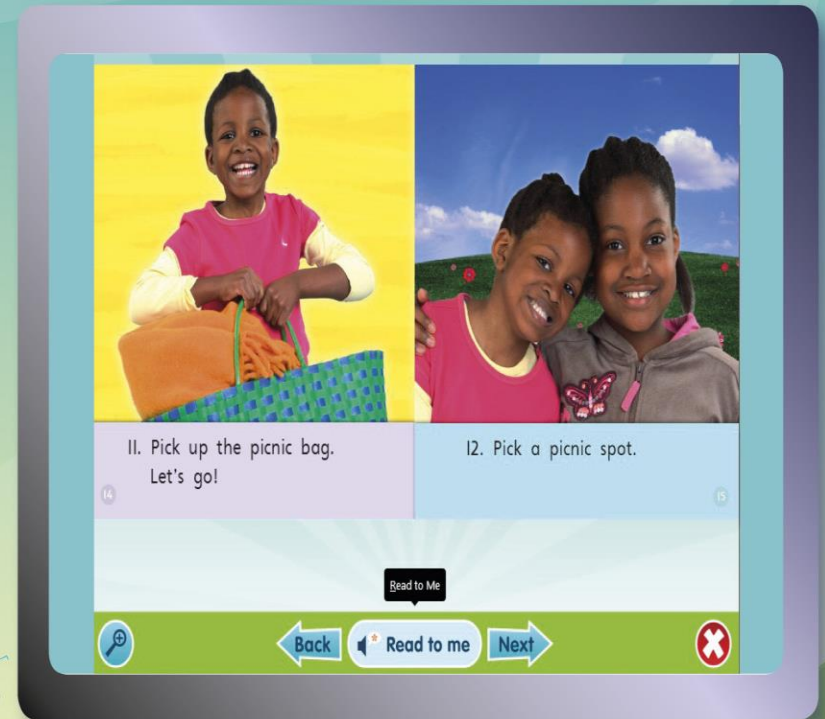 11. Pick up the picnic bag.
Let's go!
14
12. Pick a picnic spot.
15
Read to Me
Back
Read to me
Next